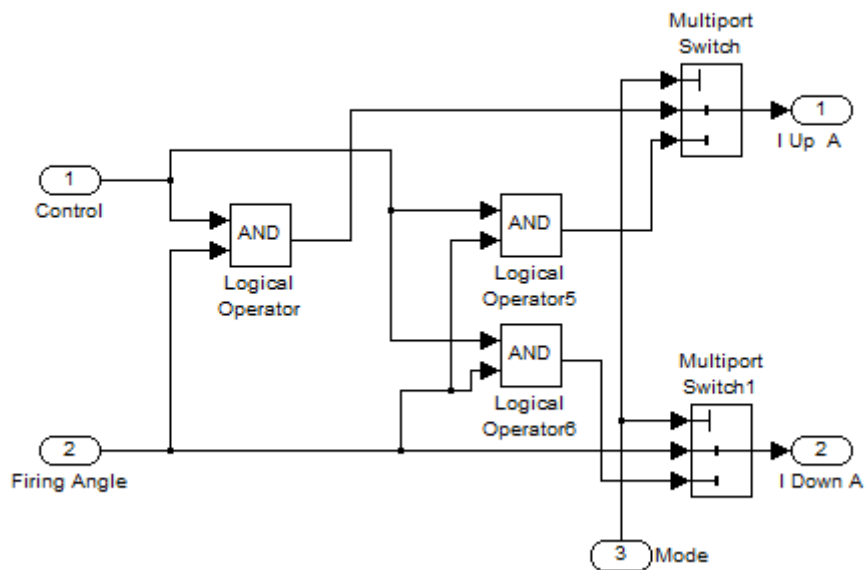 Multiport
Switch
1
I Up A
1
Control
AND
Logical
Operator
AND
Logical
Operator5
AND
Logical
Operator6
Multiport
Switch1
2
Firing Angle
2
I Down A
3
Mode